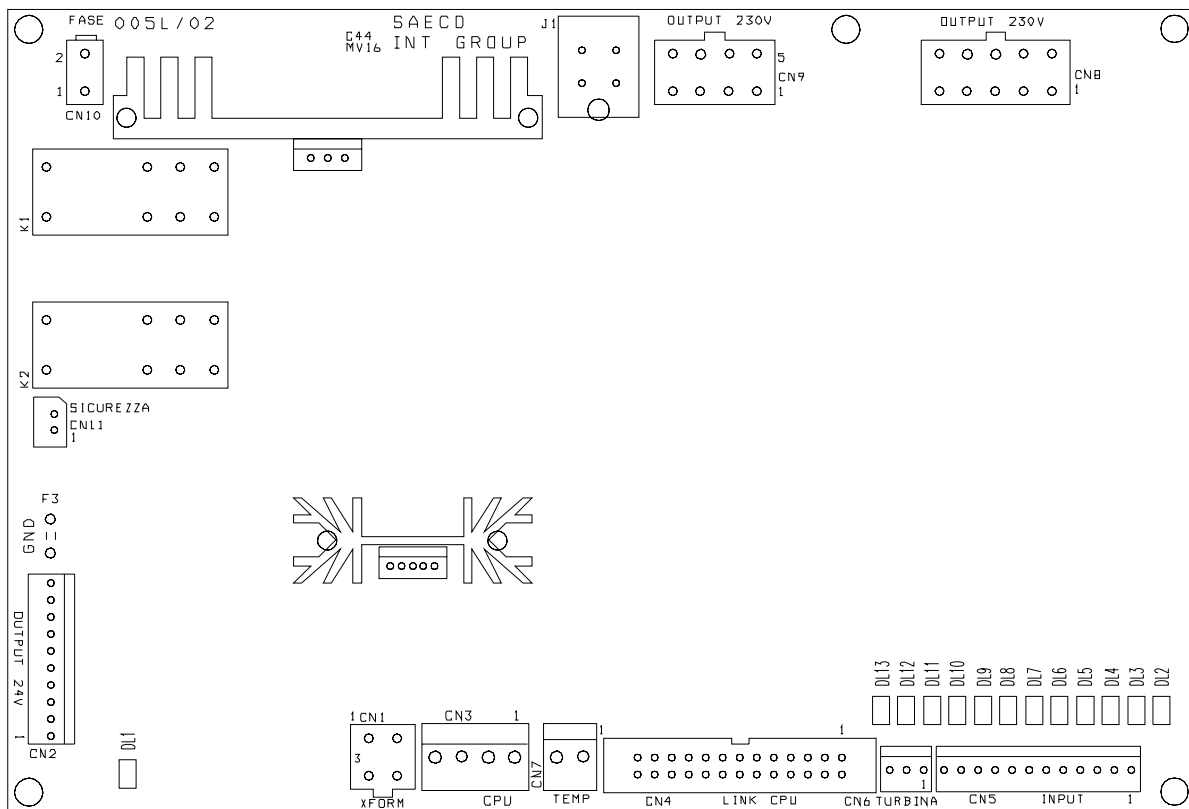 FASE 005L/02
SAECO
INT GROUP
C44
MV16
J1
OUTPUT 230V
OUTPUT 230V
2
1
CN10
5
CN9
1
CN8
1
K1
K2
SICUREZZA
CN11
1
F3
GND
OUTPUT 24V
1
CN2
DL1
1 CN1
3
XFORM
CN3 1
CPU
CN7
1
TEMP
1
CN4 LINK CPU
CN6 TURBINA
1
CN5 INPUT 1
DL13 DL12 DL11 DL10 DL9 DL8 DL7 DL6 DL5 DL4 DL3 DL2